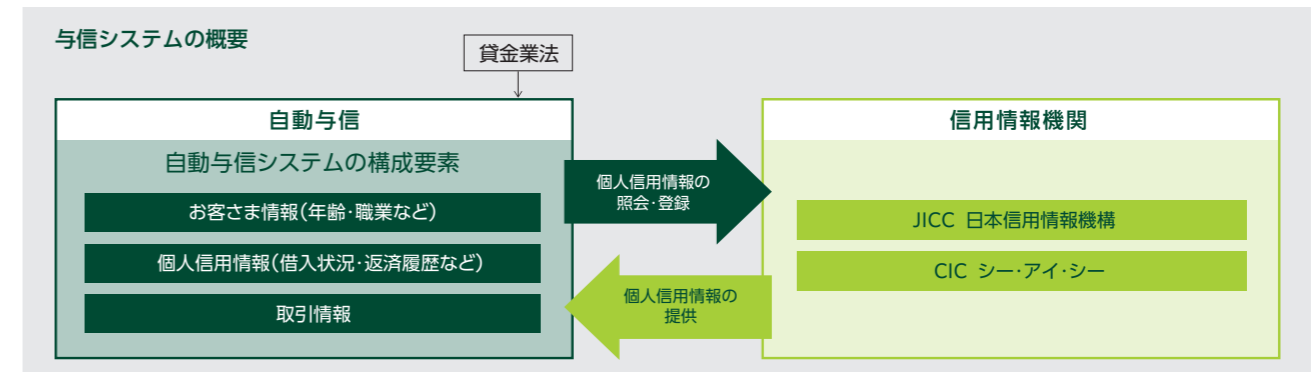 与信システムの概要
貸金業法
自動与信
自動与信システムの構成要素
お客さま情報(年齢・職業など)
個人信用情報(借入状況・返済履歴など)
取引情報
個人信用情報の
照会・登録
個人信用情報の
提供
信用情報機関
JICC 日本信用情報機構
CIC シー・アイ・シー